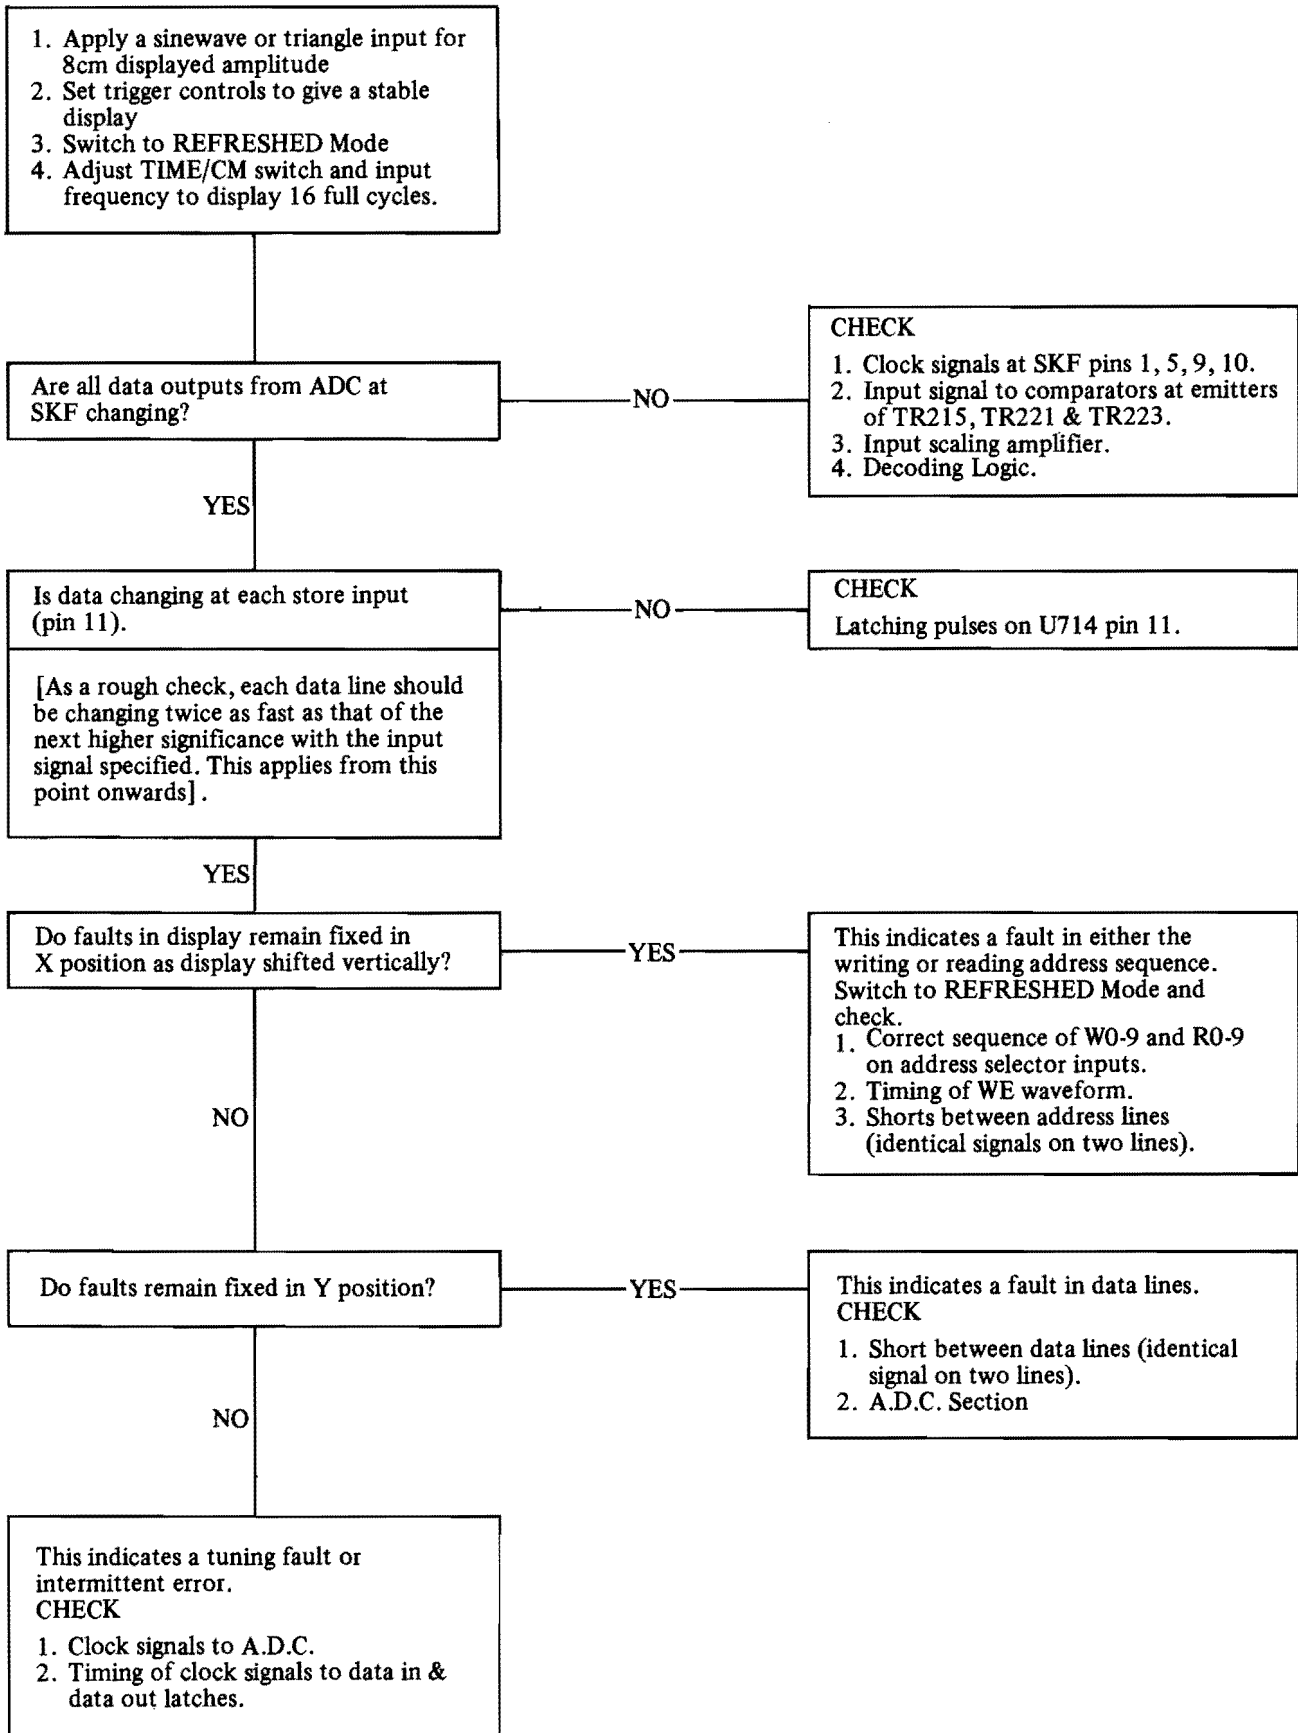 1. Apply a sinewave or triangle input for
8cm displayed amplitude
2. Set trigger controls to give a stable
display
3. Switch to REFRESHED Mode
4. Adjust TIME/CM switch and input
frequency to display 16 full cycles.
Are all data outputs from ADC at
SKF changing?
NO
CHECK
1. Clock signals at SKF pins 1, 5, 9, 10.
2. Input signal to comparators at emitters
of TR215, TR221 & TR223.
3. Input scaling amplifier.
4. Decoding Logic.
YES
Is data changing at each store input
(pin 11).
NO
CHECK
Latching pulses on U714 pin 11.
[As a rough check, each data line should
be changing twice as fast as that of the
next higher significance with the input
signal specified. This applies from this
point onwards] .
YES
Do faults in display remain fixed in
X position as display shifted vertically?
YES
This indicates a fault in either the
writing or reading address sequence.
Switch to REFRESHED Mode and
check.
1. Correct sequence of W0-9 and R0-9
on address selector inputs.
2. Timing of WE waveform.
3. Shorts between address lines
(identical signals on two lines).
NO
Do faults remain fixed in Y position?
YES
This indicates a fault in data lines.
CHECK
1. Short between data lines (identical
signal on two lines).
2. A.D.C. Section
NO
This indicates a tuning fault or
intermittent error.
CHECK
1. Clock signals to A.D.C.
2. Timing of clock signals to data in &
data out latches.